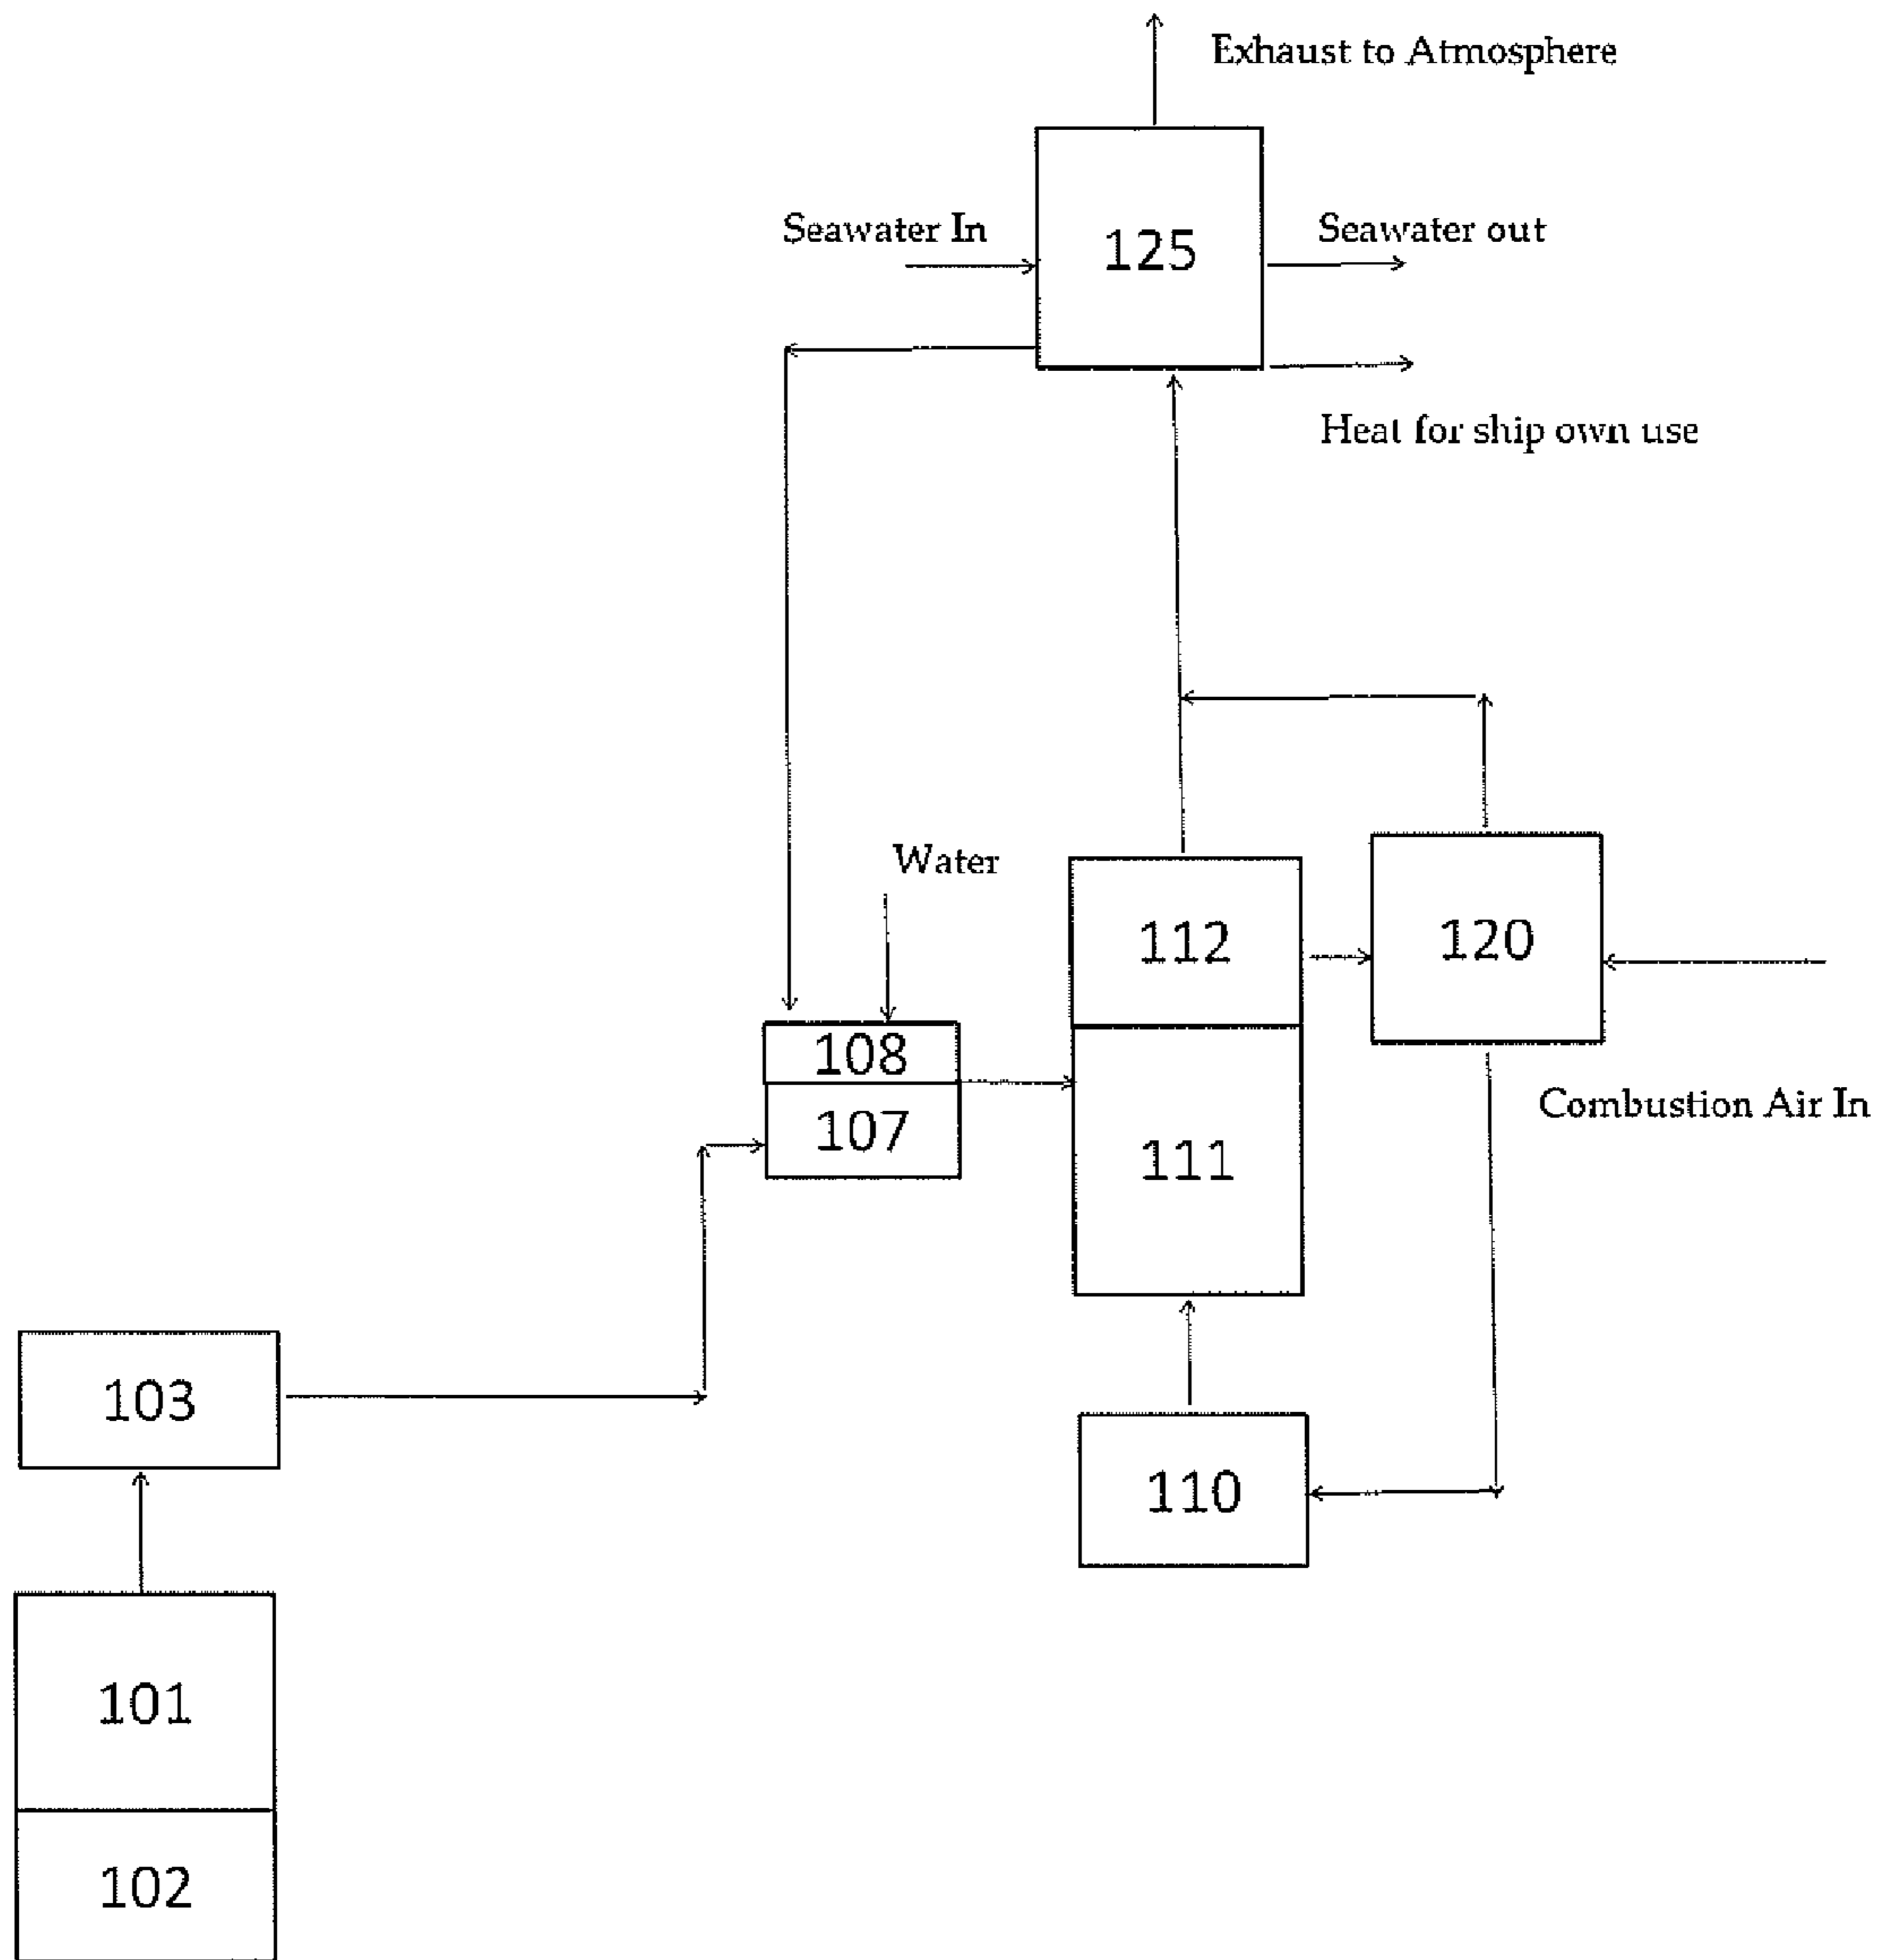 Exhaust to Atmosphere
Seawater In
125
Seawater out
Heat for ship own use
Water
112
120
108
107
111
Combustion Air In
103
110
101
102